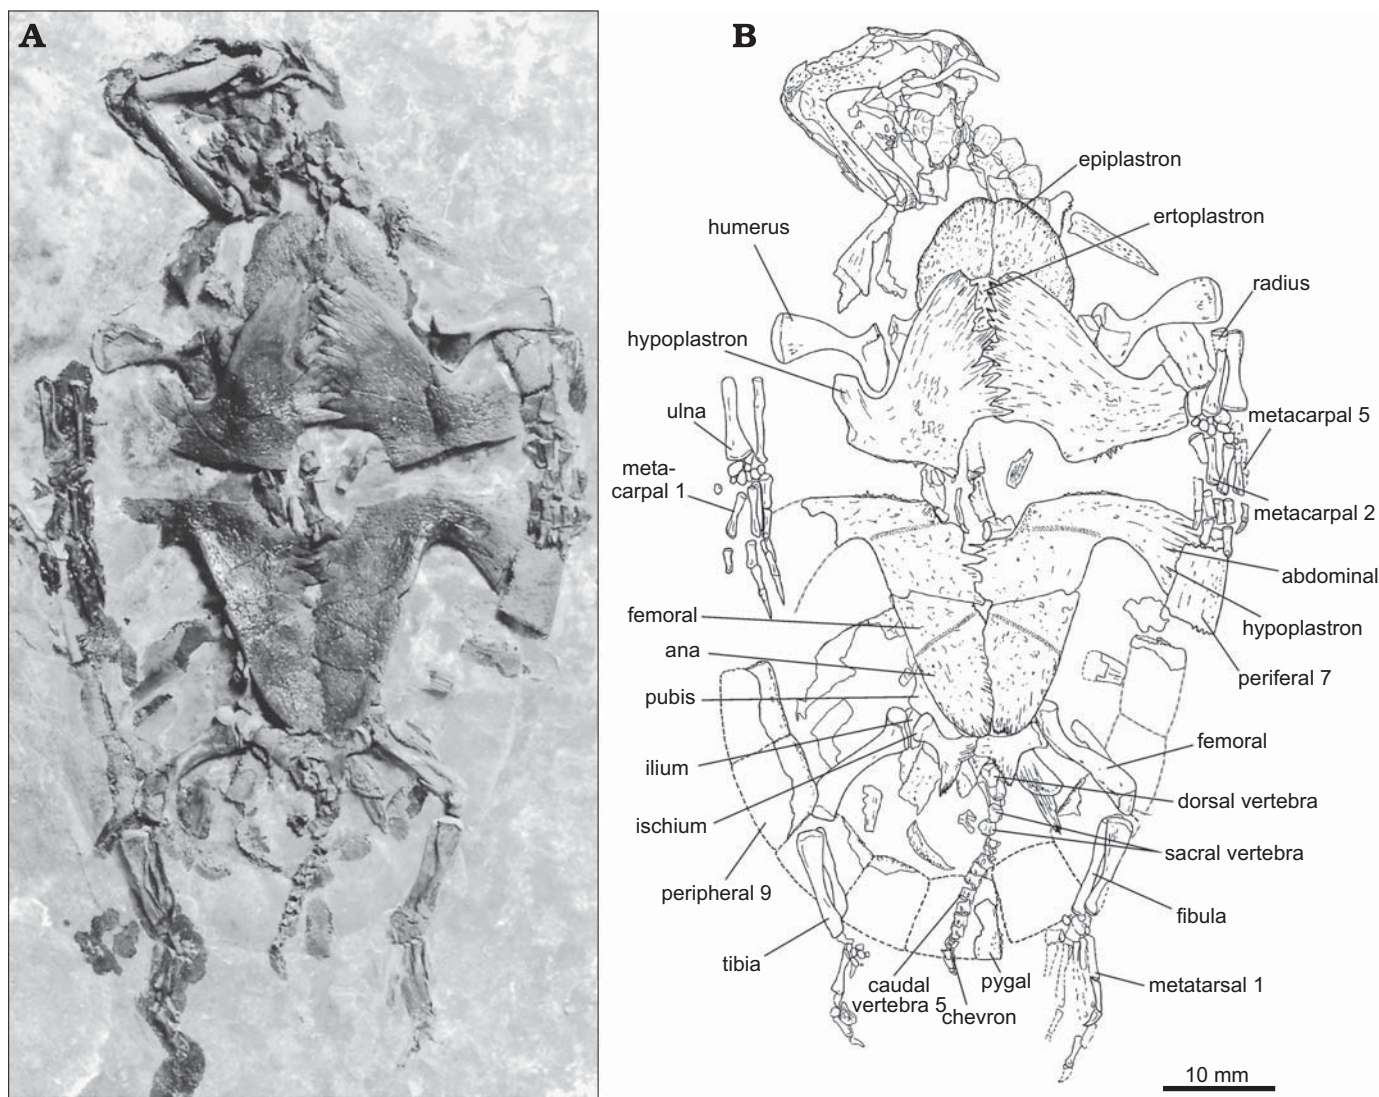 A
B
epiplastron
ertoplastron
humerus
radius
hypoplastron
ulna
metacarpal 5
meta-
carpal 1
metacarpal 2
abdominal
femoral
hypoplastron
ana
periferal 7
pubis
femoral
ilium
dorsal vertebra
ischium
sacral vertebra
peripheral 9
fibula
tibia
caudal
vertebra 5
pygal
metatarsal 1
chevron
10 mm